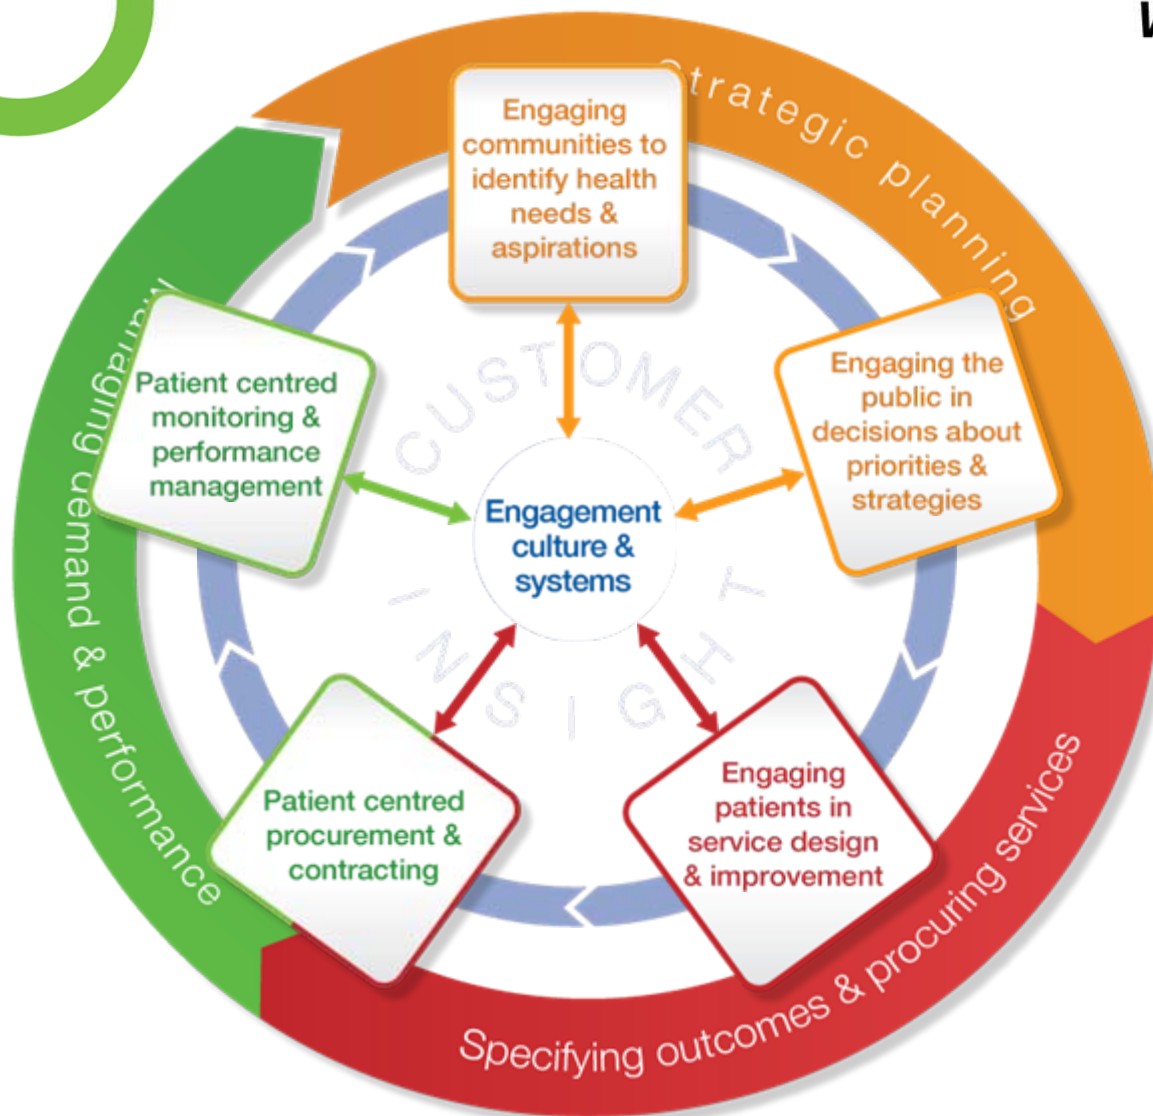 Strategic planning
Engaging
communities to
identify health
needs &
aspirations
Engaging the
public in
decisions about
priorities &
strategies
Engaging
patients in
service design
& improvement
Specifying outcomes & procuring services
Patient centred
procurement &
contracting
Managing demand & performance
Patient centred
monitoring &
performance
management
CUSTOMER
INSIGHT
Engagement
culture &
systems